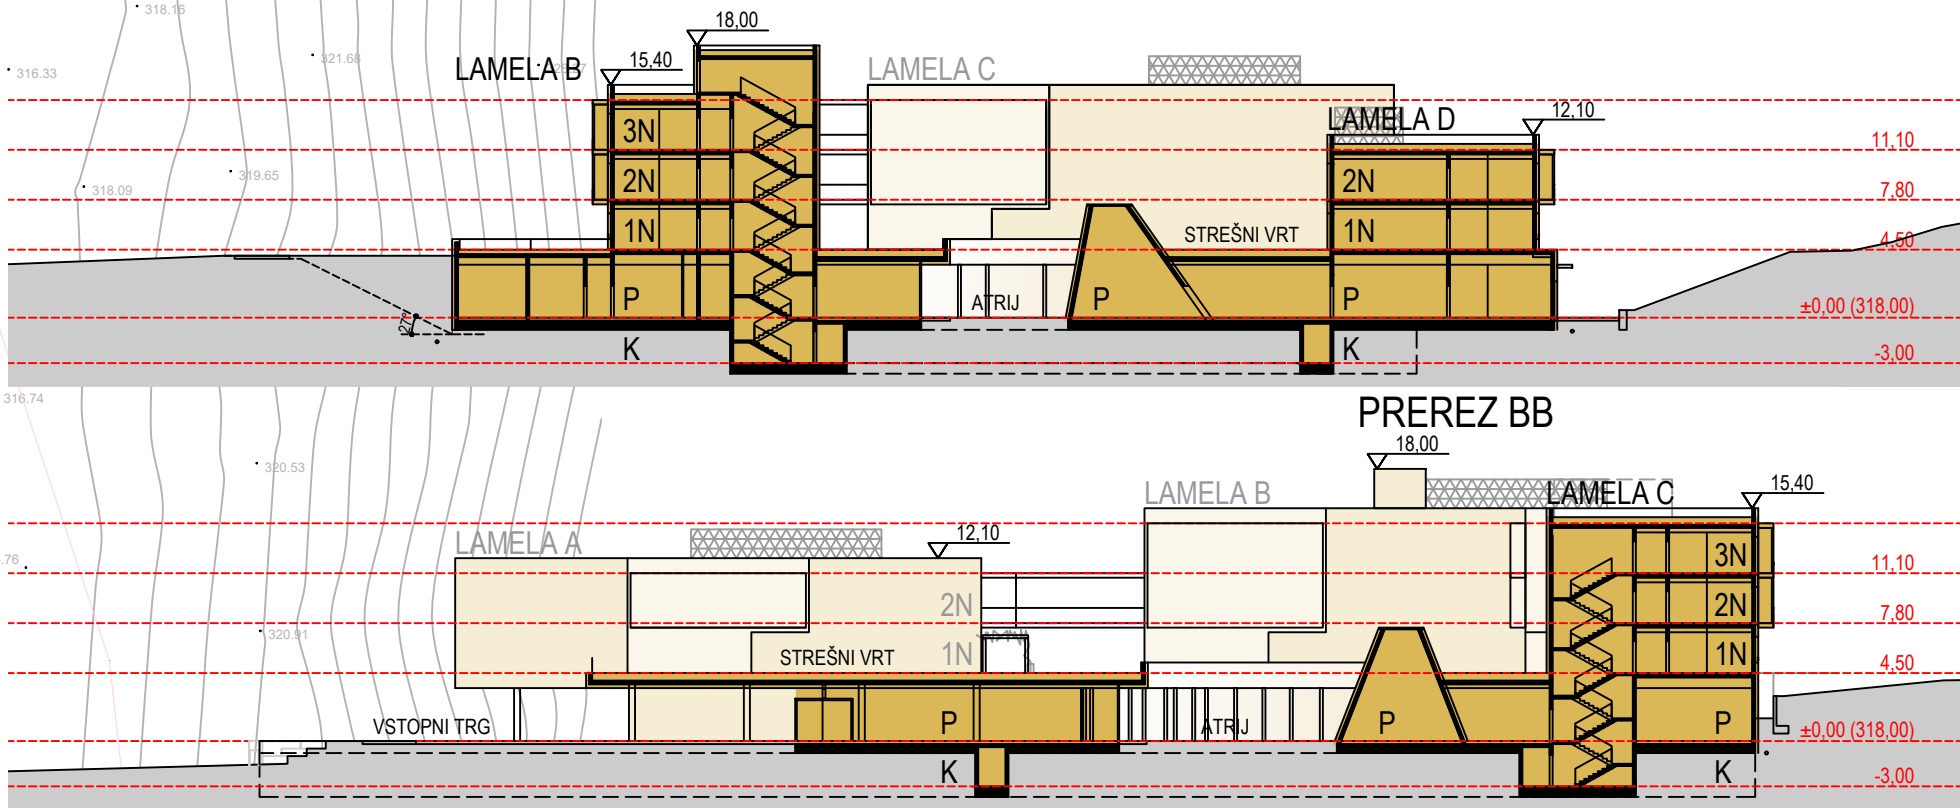 318.16
18,00
316.33
321.68
LAMELA B
15,40
LAMELA C
LAMELA D
12,10
3N
11,10
318.09
319.65
2N
2N
7,80
1N
STREŠNI VRT
1N
4,50
P
ATRIJ
P
P
±0,00 (318,00)
27°
K
K
-3,00
316.74
PREREZ BB
18,00
320.53
LAMELA B
LAMELA C
15,40
LAMELA A
12,10
3N
.76
11,10
2N
2N
7,80
320.91
STREŠNI VRT
1N
1N
4,50
VSTOPNI TRG
P
ATRIJ
P
P
±0,00 (318,00)
K
K
-3,00